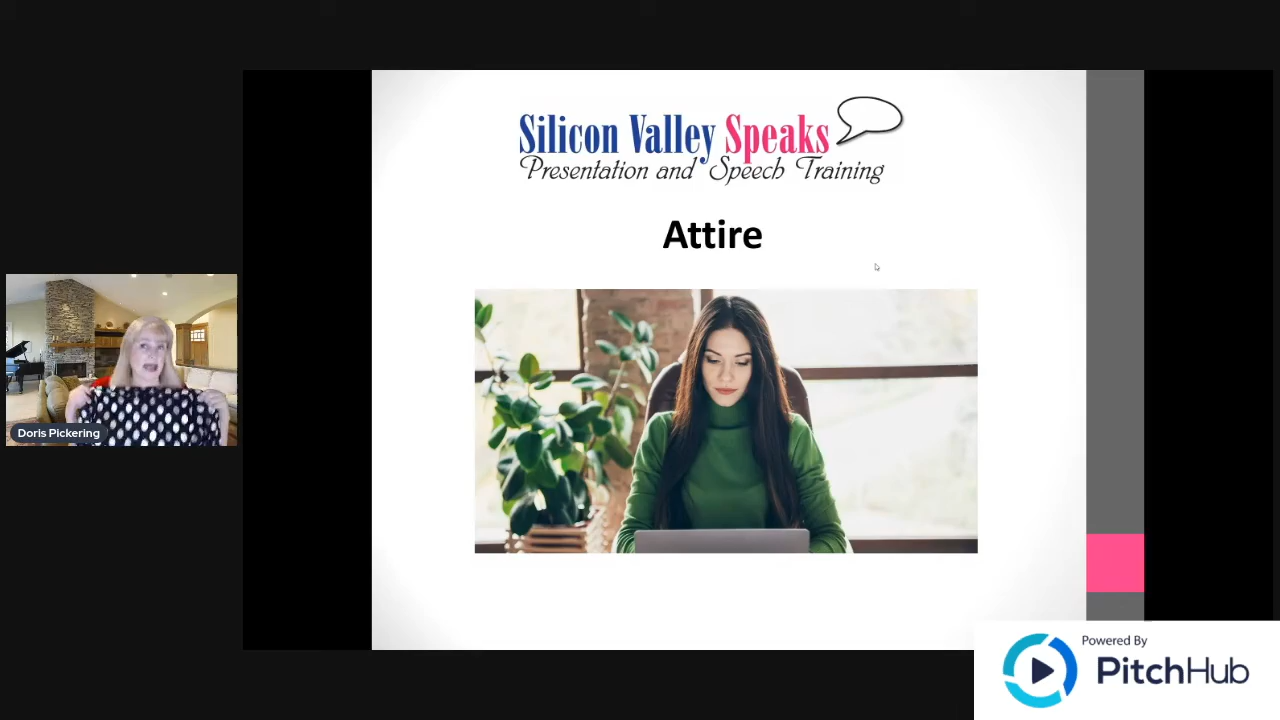 Silicon Valley Speaks
Presentation and Speech Training
Attire
Doris Pickering
Powered By
PitchHub